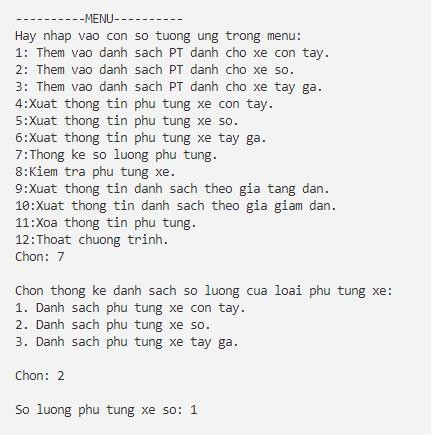 ----------MENU----------
Hay nhap vao con so tuong ung trong menu:
1: Them vao danh sach PT danh cho xe con tay.
2: Them vao danh sach PT danh cho xe so.
3: Them vao danh sach PT danh cho xe tay ga.
4:Xuat thong tin phu tung xe con tay.
5:Xuat thong tin phu tung xe so.
6:Xuat thong tin phu tung xe tay ga.
7:Thong ke so luong phu tung.
8:Kiem tra phu tung xe.
9:Xuat thong tin danh sach theo gia tang dan.
10:Xuat thong tin danh sach theo gia giam dan.
11:Xoa thong tin phu tung.
12:Thoat chuong trinh.
Chon: 7
Chon thong ke danh sach so luong cua loai phu tung xe:
1. Danh sach phu tung xe con tay.
2. Danh sach phu tung xe so.
3. Danh sach phu tung xe tay ga.
Chon: 2
So luong phu tung xe so: 1